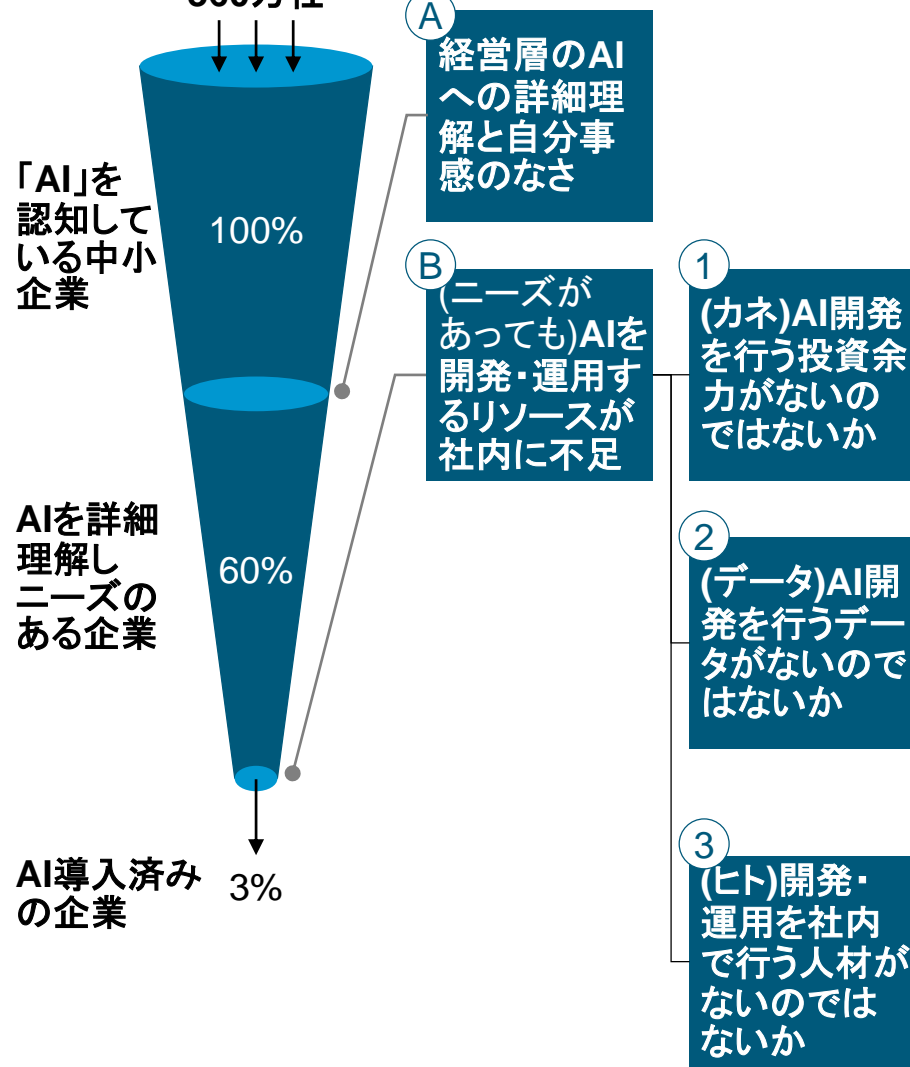 「AI」を
認知して
いる中小
企業
100%
AIを詳細
理解し
ニーズの
ある企業
60%
AI導入済み
の企業
3%
A
経営層のAI
への詳細理
解と自分事
感のなさ
B
(ニーズが
あっても)AIを
開発・運用す
るリソースが
社内に不足
1
(カネ)AI開発
を行う投資余
力がないの
ではないか
2
(データ)AI開
発を行うデー
タがないので
はないか
3
(ヒト)開発・
運用を社内
で行う人材が
ないのでは
ないか